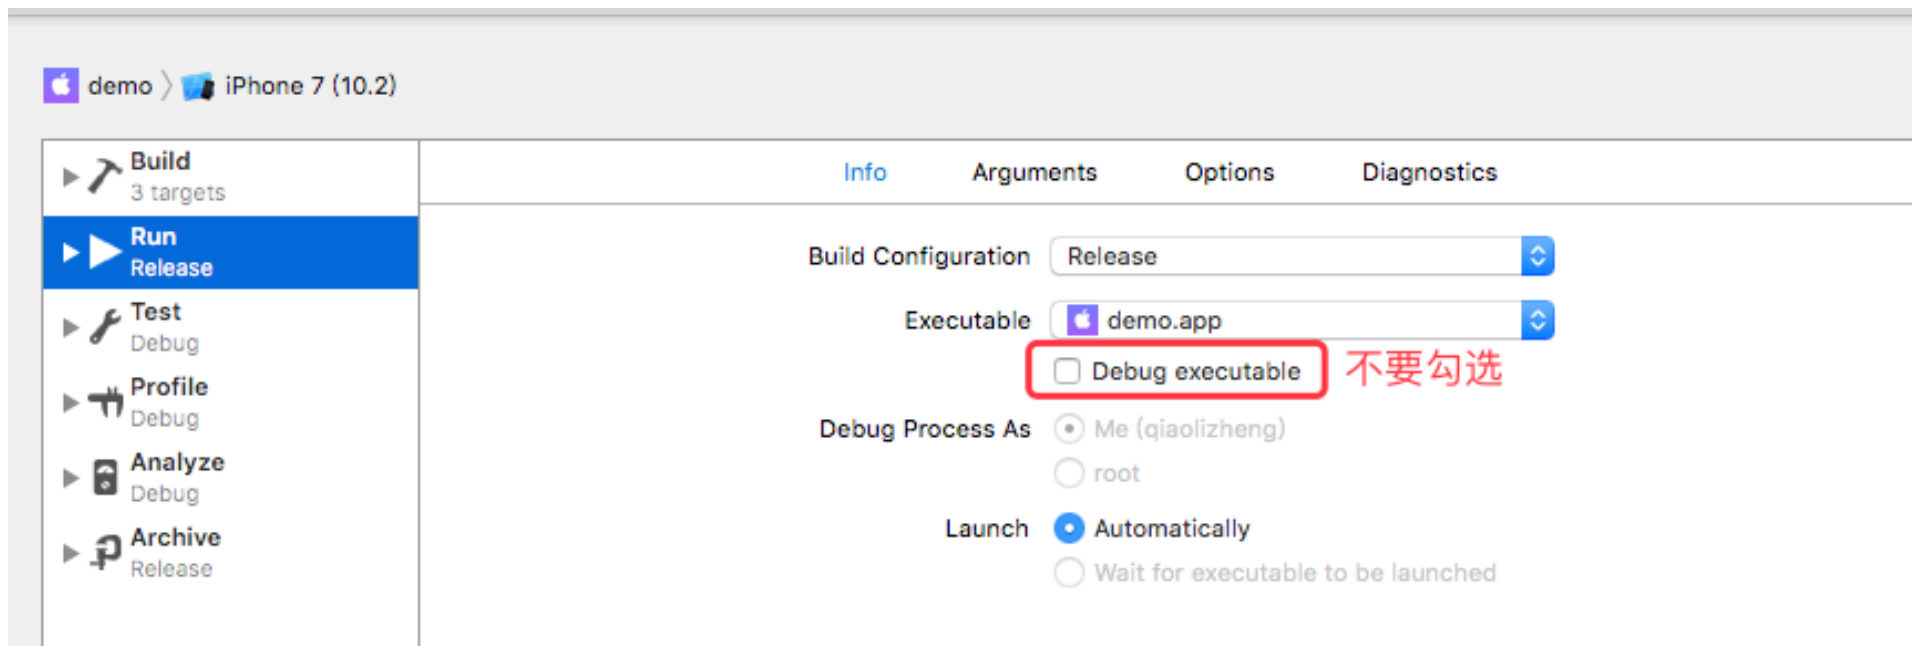 demo 〉 iPhone 7 (10.2)
Build
3 targets
Run
Release
Test
Debug
Profile
Debug
Analyze
Debug
Archive
Release
Info Arguments Options Diagnostics
Build Configuration Release
Executable demo.app
Debug executable 不要勾选
Debug Process As Me (qiaolizheng)
root
Launch Automatically
Wait for executable to be launched